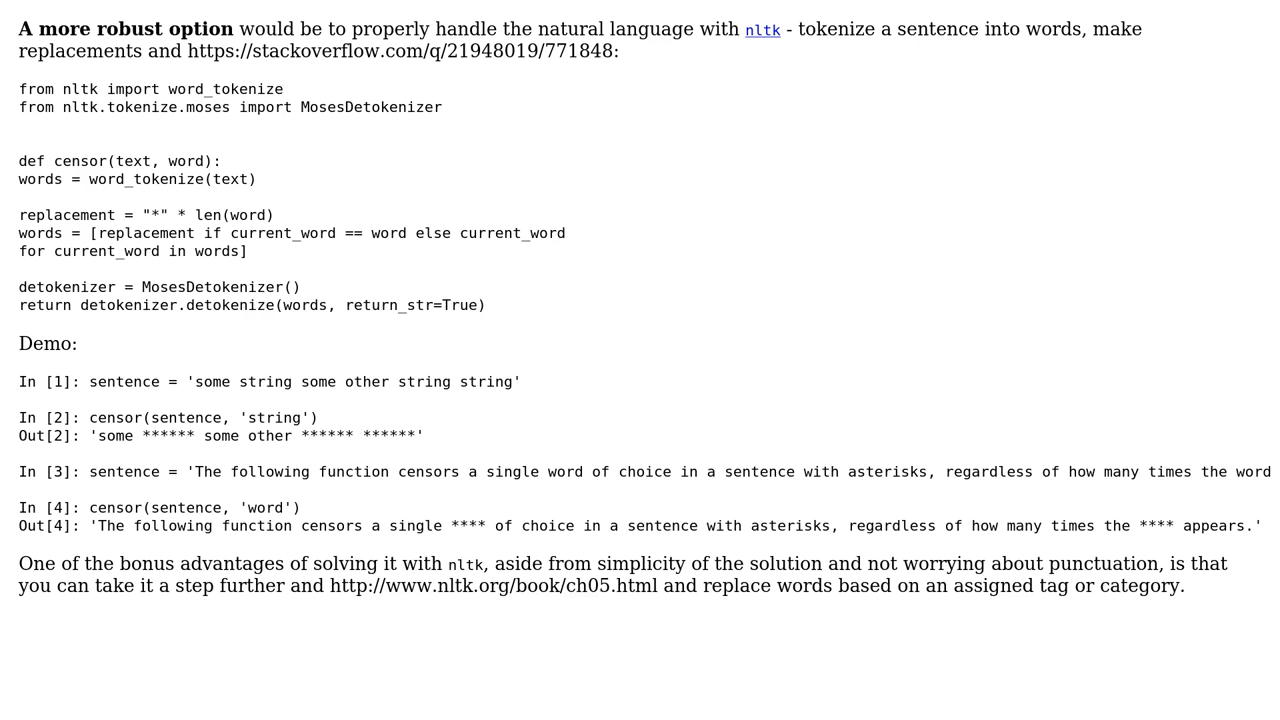 A more robust option would be to properly handle the natural language with nltk - tokenize a sentence into words, make
replacements and https://stackoverflow.com/q/21948019/771848:
from nltk import word_tokenize
from nltk.tokenize.moses import MosesDetokenizer
def censor(text, word):
words = word_tokenize(text)
replacement = "*" * len(word)
words = [replacement if current_word == word else current_word
for current_word in words]
detokenizer = MosesDetokenizer()
return detokenizer.detokenize(words, return_str=True)
Demo:
In [1]: sentence = 'some string some other string string'
In [2]: censor(sentence, 'string')
Out[2]: 'some ****** some other ****** ******'
In [3]: sentence = 'The following function censors a single word of choice in a sentence with asterisks, regardless of how many times the word
In [4]: censor(sentence, 'word')
Out[4]: 'The following function censors a single **** of choice in a sentence with asterisks, regardless of how many times the **** appears.'
One of the bonus advantages of solving it with nltk, aside from simplicity of the solution and not worrying about punctuation, is that
you can take it a step further and http://www.nltk.org/book/ch05.html and replace words based on an assigned tag or category.